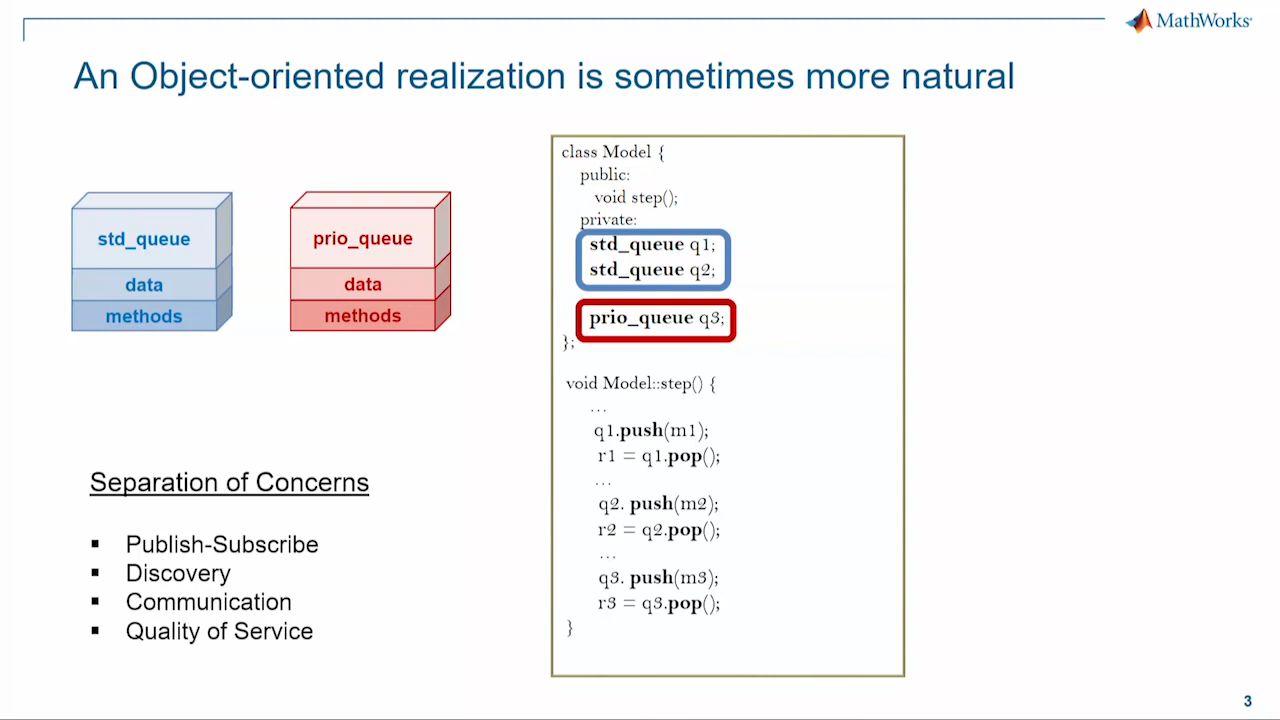 MathWorks®
An Object-oriented realization is sometimes more natural
std_queue
data
methods
prio_queue
data
methods
Separation of Concerns
▪ Publish-Subscribe
▪ Discovery
▪ Communication
▪ Quality of Service
class Model {
public:
void step();
private:
std_queue q1;
std_queue q2;
prio_queue q3;
};
void Model::step() {
…
q1.push(m1);
r1 = q1.pop();
…
q2. push(m2);
r2 = q2.pop();
…
q3. push(m3);
r3 = q3.pop();
}
3